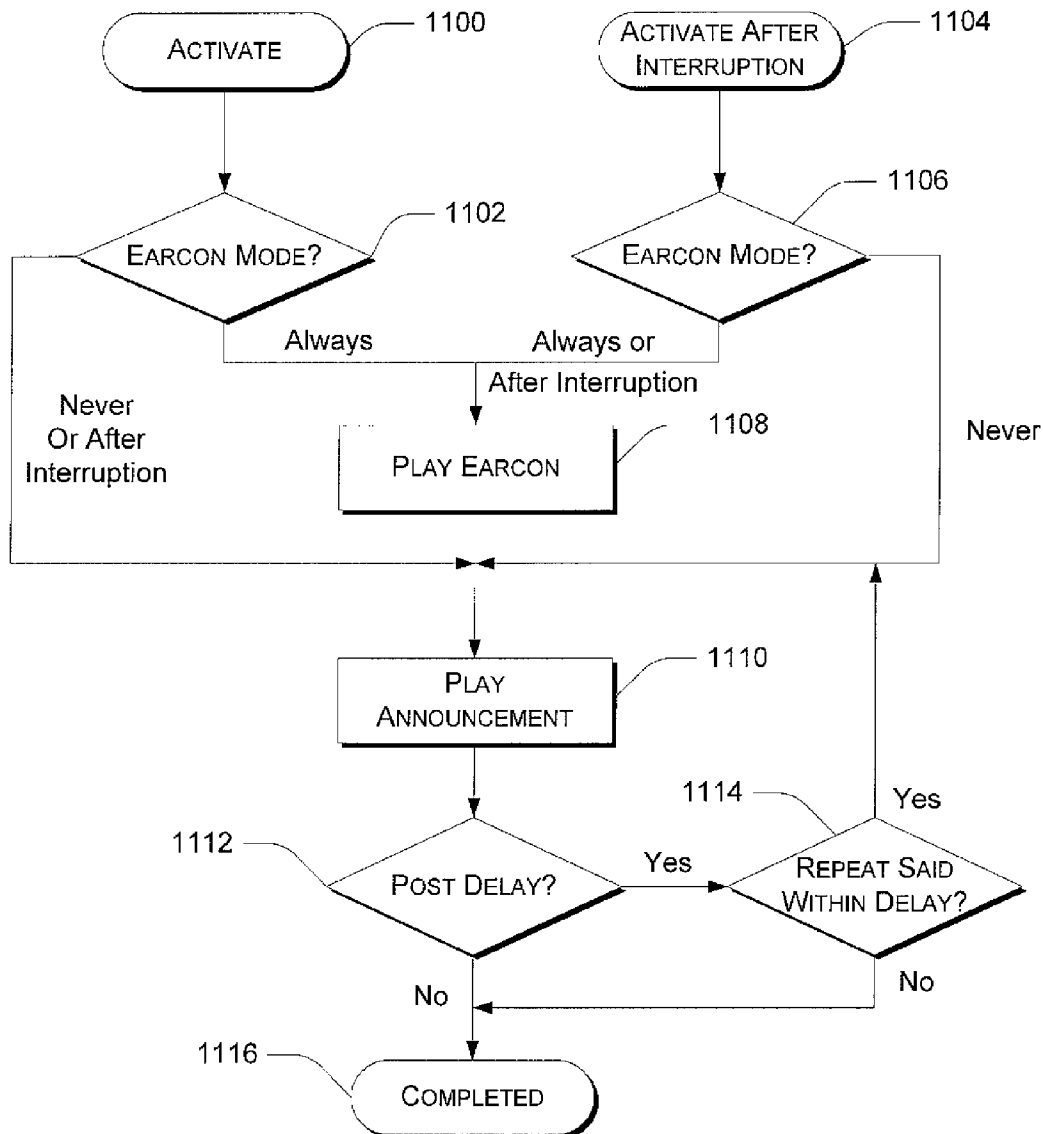 1100
ACTIVATE
1104
ACTIVATE AFTER
INTERRUPTION
1102
EARCON MODE?
1106
EARCON MODE?
Always
Always or
After Interruption
Never
Or After
Interruption
1108
PLAY EARCON
Never
1110
PLAY
ANNOUNCEMENT
1112
POST DELAY?
Yes
1114
Yes
REPEAT SAID
WITHIN DELAY?
No
No
1116
COMPLETED